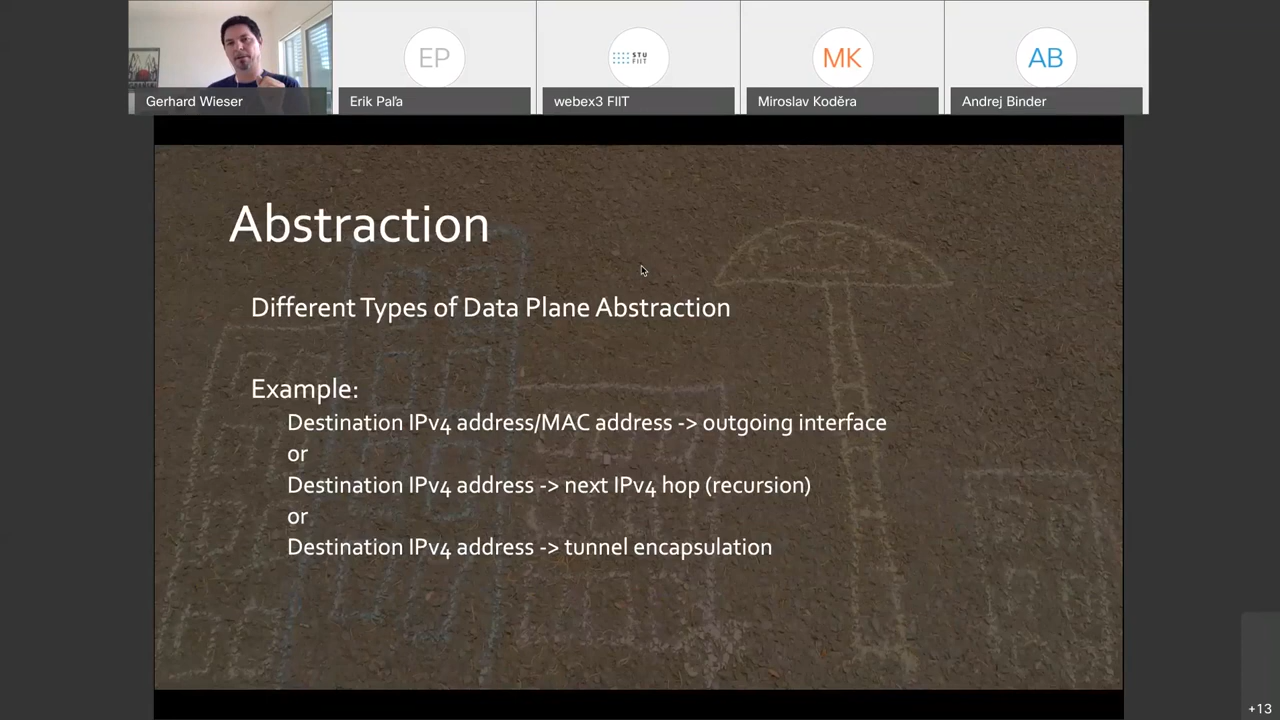 EP
STU
FIIT
MK
AB
Gerhard Wieser
Erik Paľa
webex3 FIIT
Miroslav Koděra
Andrej Binder
Abstraction
Different Types of Data Plane Abstraction
Example:
Destination IPv4 address/MAC address -> outgoing interface
or
Destination IPv4 address -> next IPv4 hop (recursion)
or
Destination IPv4 address -> tunnel encapsulation
+13